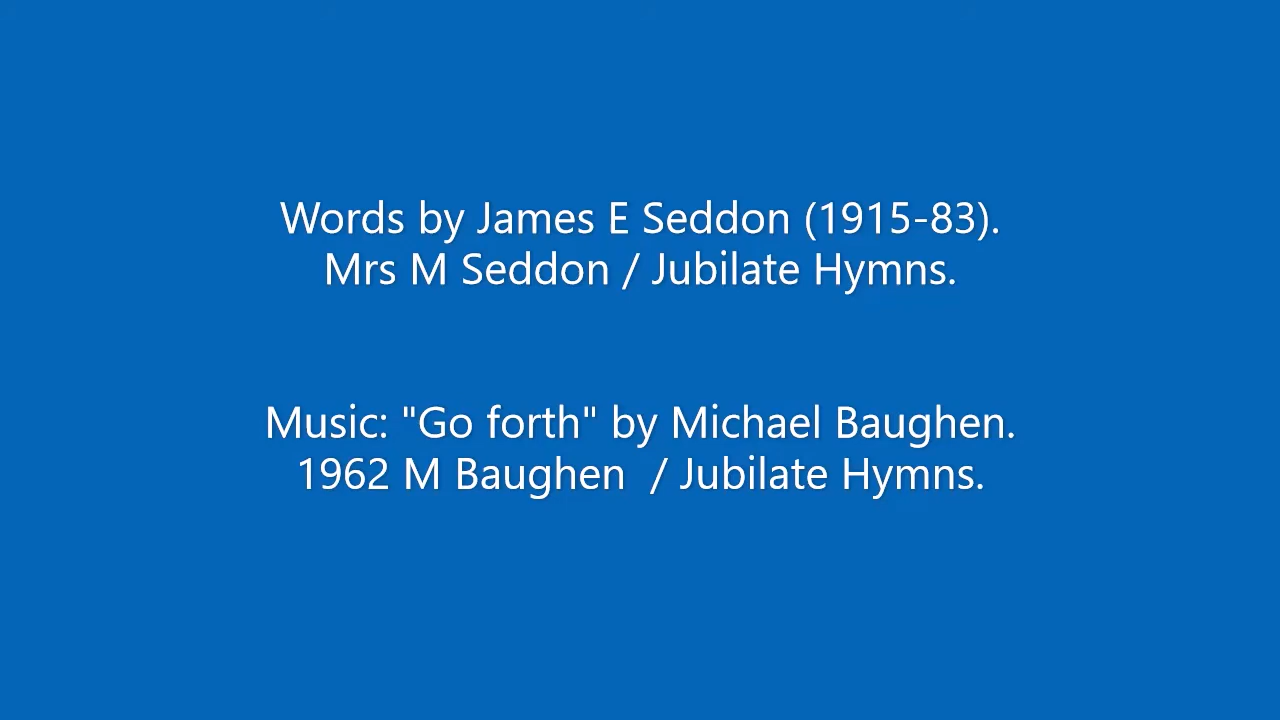 Words by James E Seddon (1915-83).
Mrs M Seddon / Jubilate Hymns.
Music: "Go forth" by Michael Baughen.
1962 M Baughen  / Jubilate Hymns.